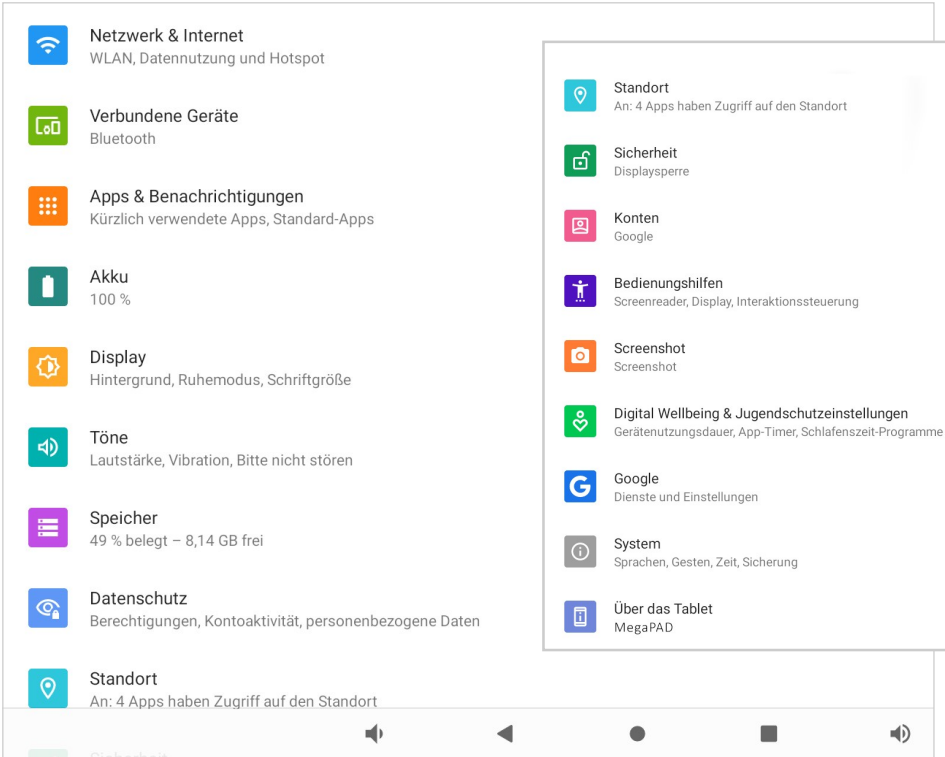 Netzwerk & Internet
WLAN, Datennutzung und Hotspot
Verbundene Geräte
Bluetooth
Apps & Benachrichtigungen
Kürzlich verwendete Apps, Standard-Apps
Akku
100 %
Display
Hintergrund, Ruhemodus, Schriftgröße
Töne
Lautstärke, Vibration, Bitte nicht stören
Speicher
49 % belegt – 8,14 GB frei
Datenschutz
Berechtigungen, Kontoaktivität, personenbezogene Daten
Standort
An: 4 Apps haben Zugriff auf den Standort
Standort
An: 4 Apps haben Zugriff auf den Standort
Sicherheit
Displaysperre
Konten
Google
Bedienungshilfen
Screenreader, Display, Interaktionssteuerung
Screenshot
Screenshot
Digital Wellbeing & Jugendschutzeinstellungen
Gerätenutzungsdauer, App-Timer, Schlafenszeit-Programme
Google
Dienste und Einstellungen
System
Sprachen, Gesten, Zeit, Sicherung
Über das Tablet
MegaPAD